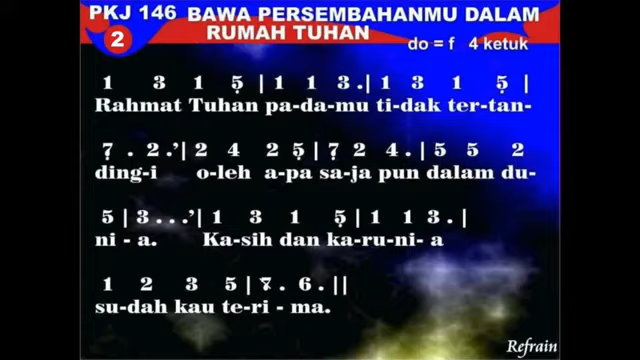 PKJ 146 BAWA PERSEMBAHANMU DALAM
2 RUMAH TUHAN
do = f 4 ketuk
1 3 1 5̣ | 1 1 3 . | 1 3 1 5̣ |
Rahmat Tuhan pa-da-mu ti-dak ter-tan-
7̣ . 2 . ’ | 2 4 2 5̣ | 7̣ 2 4 . | 5 5 2
ding-i o-leh a-pa sa-ja pun dalam du-
5 | 3 . . . ’ | 1 3 1 5̣ | 1 1 3 . |
ni - a. Ka-sih dan ka-ru-ni - a
1 2 3 5 | 7̣ . 6 . ||
su-dah kau te-ri - ma.
Refrain